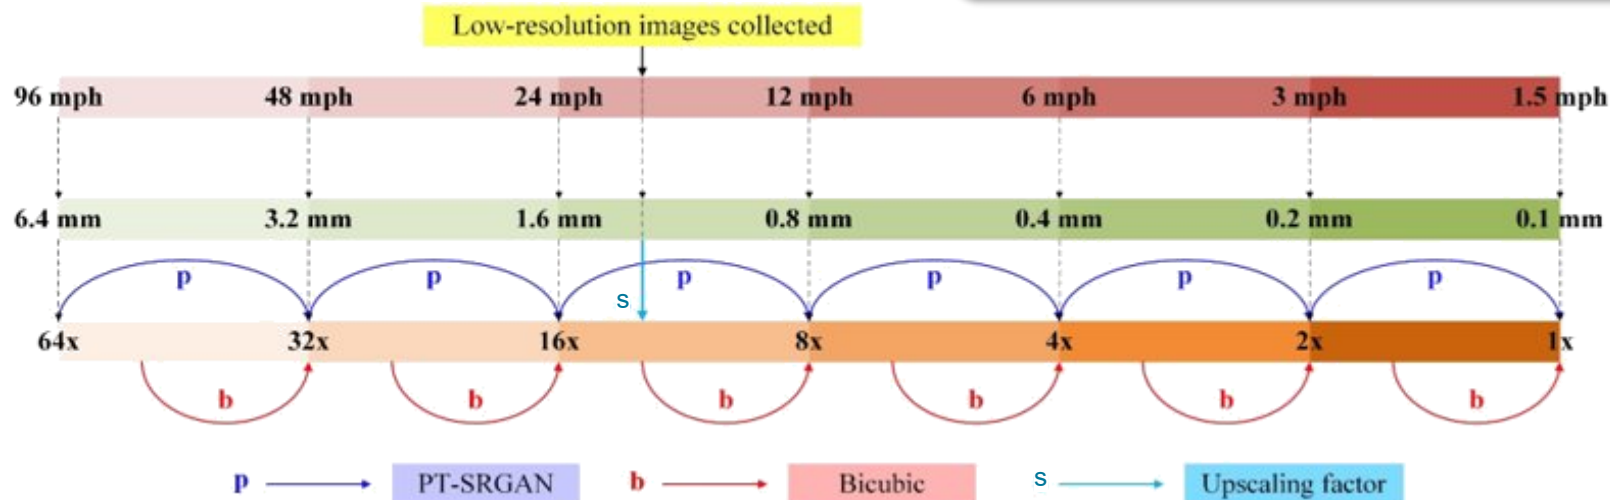 Low-resolution images collected
96 mph 48 mph 24 mph 12 mph 6 mph 3 mph 1.5 mph
6.4 mm 3.2 mm 1.6 mm 0.8 mm 0.4 mm 0.2 mm 0.1 mm
p p p p p p
s
64x 32x 16x 8x 4x 2x 1x
b b b b b b
p PT-SRGAN b Bicubic s Upscaling factor